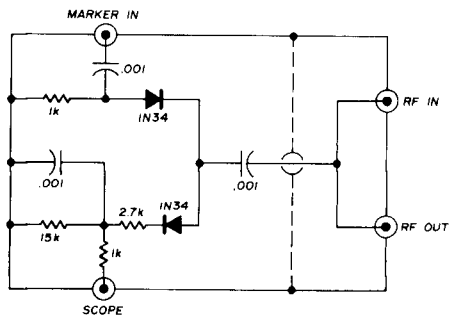 MARKER IN
.001
1k
1N34
RF IN
.001
.001
2.7k
1N34
15k
1k
RF OUT
SCOPE